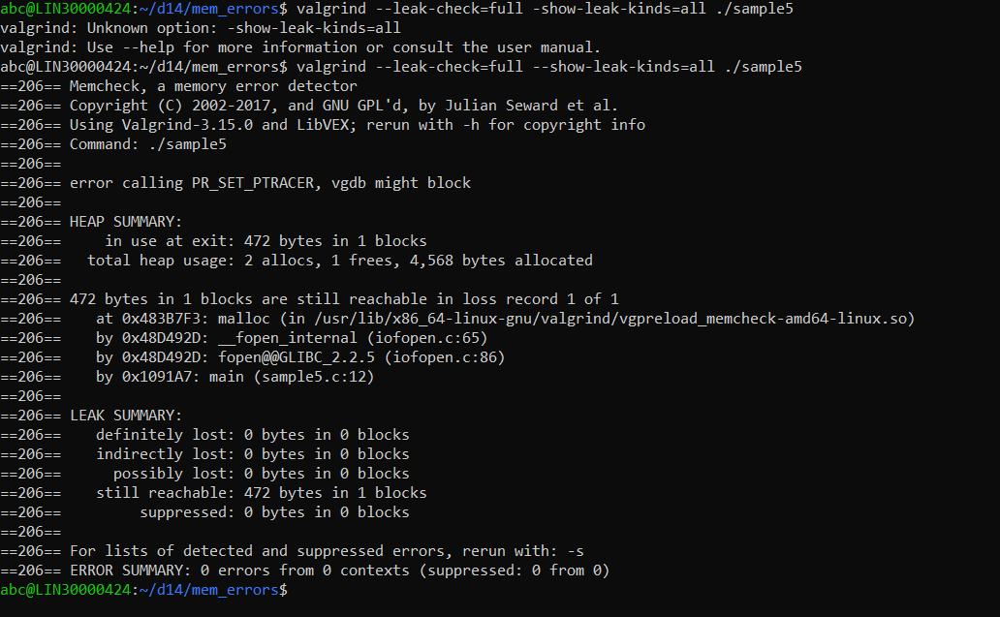 abc@LIN30000424:~/d14/mem_errors$ valgrind --leak-check=full -show-leak-kinds=all ./sample5
valgrind: Unknown option: -show-leak-kinds=all
valgrind: Use --help for more information or consult the user manual.
abc@LIN30000424:~/d14/mem_errors$ valgrind --leak-check=full --show-leak-kinds=all ./sample5
==206== Memcheck, a memory error detector
==206== Copyright (C) 2002-2017, and GNU GPL'd, by Julian Seward et al.
==206== Using Valgrind-3.15.0 and LibVEX; rerun with -h for copyright info
==206== Command: ./sample5
==206==
==206== error calling PR_SET_PTRACER, vgdb might block
==206==
==206== HEAP SUMMARY:
==206==     in use at exit: 472 bytes in 1 blocks
==206==   total heap usage: 2 allocs, 1 frees, 4,568 bytes allocated
==206==
==206== 472 bytes in 1 blocks are still reachable in loss record 1 of 1
==206==    at 0x483B7F3: malloc (in /usr/lib/x86_64-linux-gnu/valgrind/vgpreload_memcheck-amd64-linux.so)
==206==    by 0x48D492D: __fopen_internal (iofopen.c:65)
==206==    by 0x48D492D: fopen@@GLIBC_2.2.5 (iofopen.c:86)
==206==    by 0x1091A7: main (sample5.c:12)
==206==
==206== LEAK SUMMARY:
==206==    definitely lost: 0 bytes in 0 blocks
==206==    indirectly lost: 0 bytes in 0 blocks
==206==      possibly lost: 0 bytes in 0 blocks
==206==    still reachable: 472 bytes in 1 blocks
==206==         suppressed: 0 bytes in 0 blocks
==206==
==206== For lists of detected and suppressed errors, rerun with: -s
==206== ERROR SUMMARY: 0 errors from 0 contexts (suppressed: 0 from 0)
abc@LIN30000424:~/d14/mem_errors$